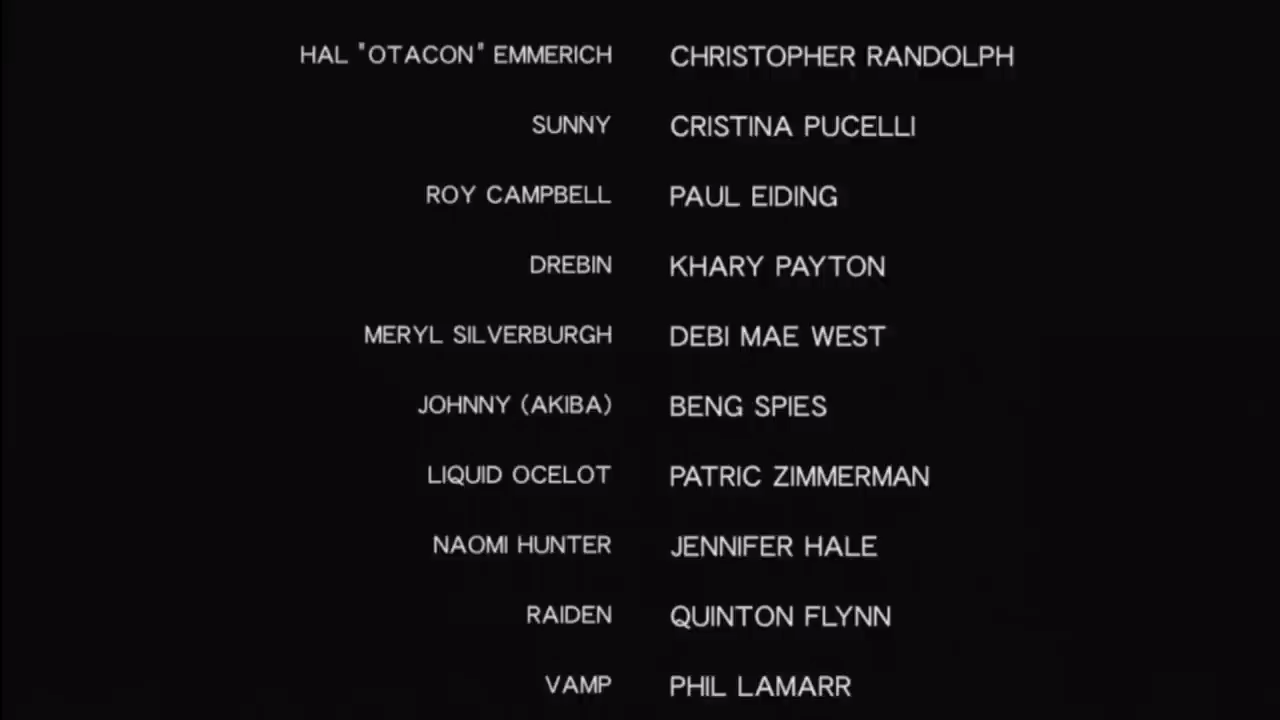 HAL "OTACON" EMMERICH CHRISTOPHER RANDOLPH
SUNNY CRISTINA PUCELLI
ROY CAMPBELL PAUL EIDING
DREBIN KHARY PAYTON
MERYL SILVERBURGH DEBI MAE WEST
JOHNNY (AKIBA) BENG SPIES
LIQUID OCELOT PATRIC ZIMMERMAN
NAOMI HUNTER JENNIFER HALE
RAIDEN QUINTON FLYNN
VAMP PHIL LAMARR